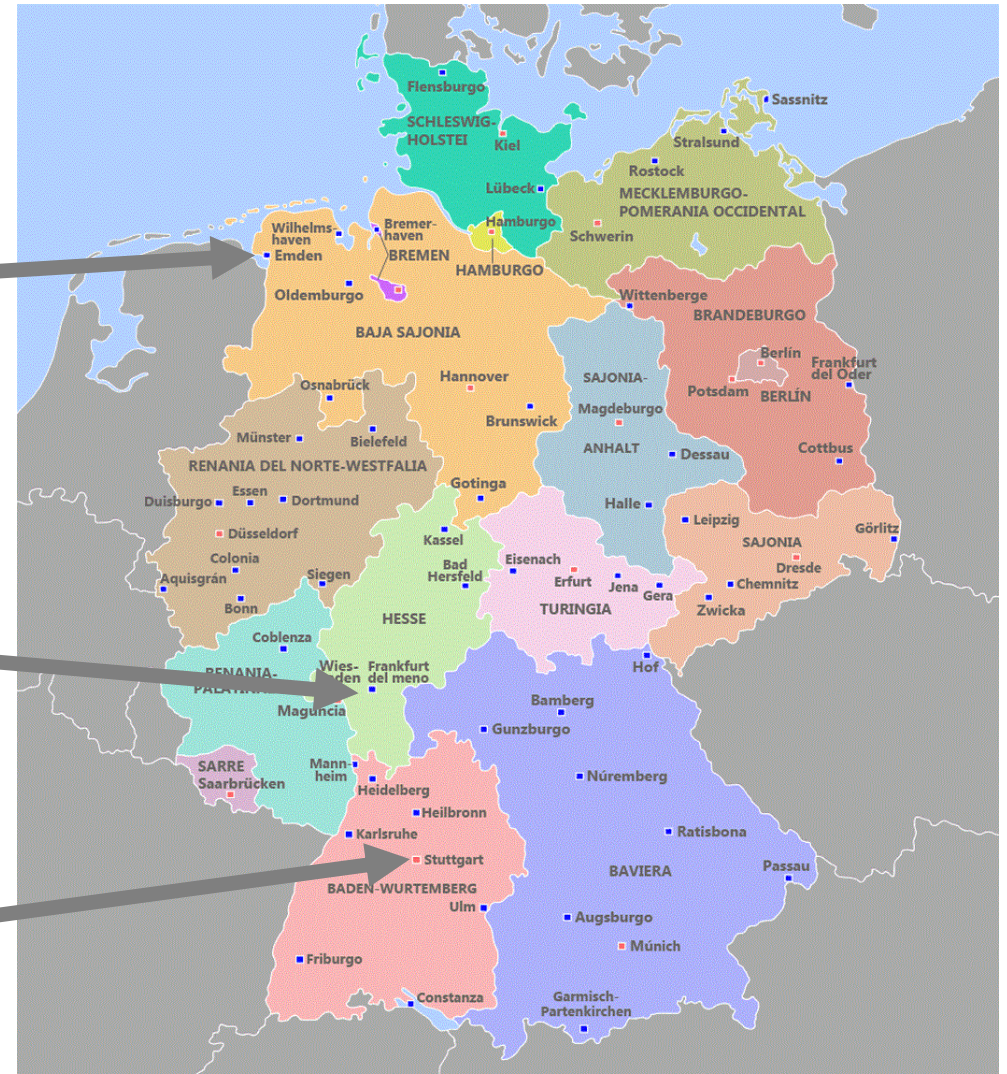 Flensburgo
SCHLESWIG-
HOLSTEI
Kiel
Sassnitz
Stralsund
Rostock
Lübeck
MECKLEMBURGO-
POMERANIA OCCIDENTAL
Schwerin
Hamburgo
HAMBURGO
Wilhelms-
haven
Bremer-
haven
BREMEN
Emden
Oldemburgo
BAJA SAJONIA
Wittenberge
BRANDEBURGO
Berlín
Frankfurt
del Oder
Potsdam
BERLÍN
Cottbus
Hannover
Osnabrück
Brunswick
SAJONIA-
Magdeburgo
ANHALT
Dessau
Halle
Münster
Bielefeld
RENANIA DEL NORTE-WESTFALIA
Gotinga
Duisburgo
Essen
Dortmund
Düsseldorf
Colonia
Aquisgrán
Bonn
Siegen
Kassel
Bad
Hersfeld
HESSE
Eisenach
Erfurt
Jena
Gera
TURINGIA
Leipzig
SAJONIA
Görlitz
Dresde
Chemnitz
Zwicka
Coblenza
RENANIA-
Wies-
Frankfurt
del meno
Maguncia
Hof
Bamberg
Gunzburgo
Núremberg
Ratisbona
BAVIERA
Passau
Augsburgo
Múnich
Garmisch-
Partenkirchen
SARRE
Saarbrücken
Mann-
heim
Heidelberg
Heilbronn
Karlsruhe
Stuttgart
BADEN-WURTEMBERG
Ulm
Friburgo
Constanza